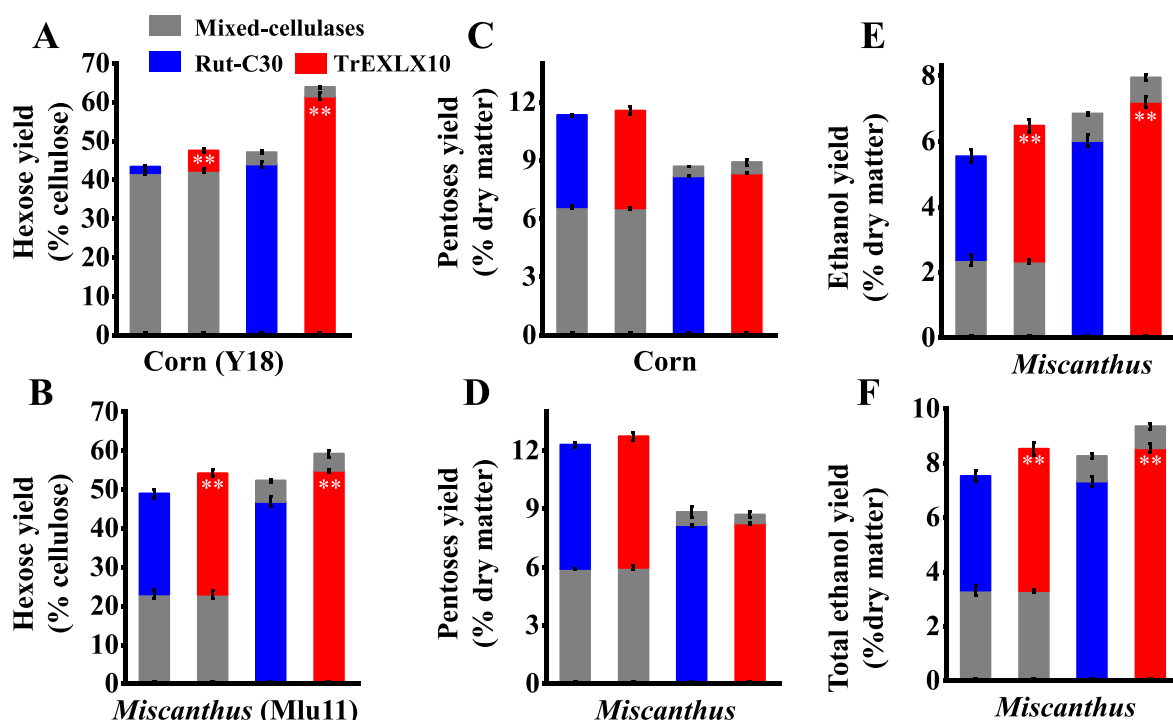 A
Mixed-cellulases
Rut-C30
TrEXLX10
Hexose yield
(% cellulose)
70
60
50
40
30
20
10
0
**
**
Corn (Y18)
C
Pentoses yield
(% dry matter)
12
9
6
3
0
Corn
E
Ethanol yield
(% dry matter)
8
6
4
2
0
**
**
Miscanthus
B
Hexose yield
(% cellulose)
70
60
50
40
30
20
10
0
**
**
Miscanthus (Mlu11)
D
Pentoses yield
(% dry matter)
12
9
6
3
0
Miscanthus
F
Total ethanol yield
(%dry matter)
10
8
6
4
2
0
**
**
Miscanthus